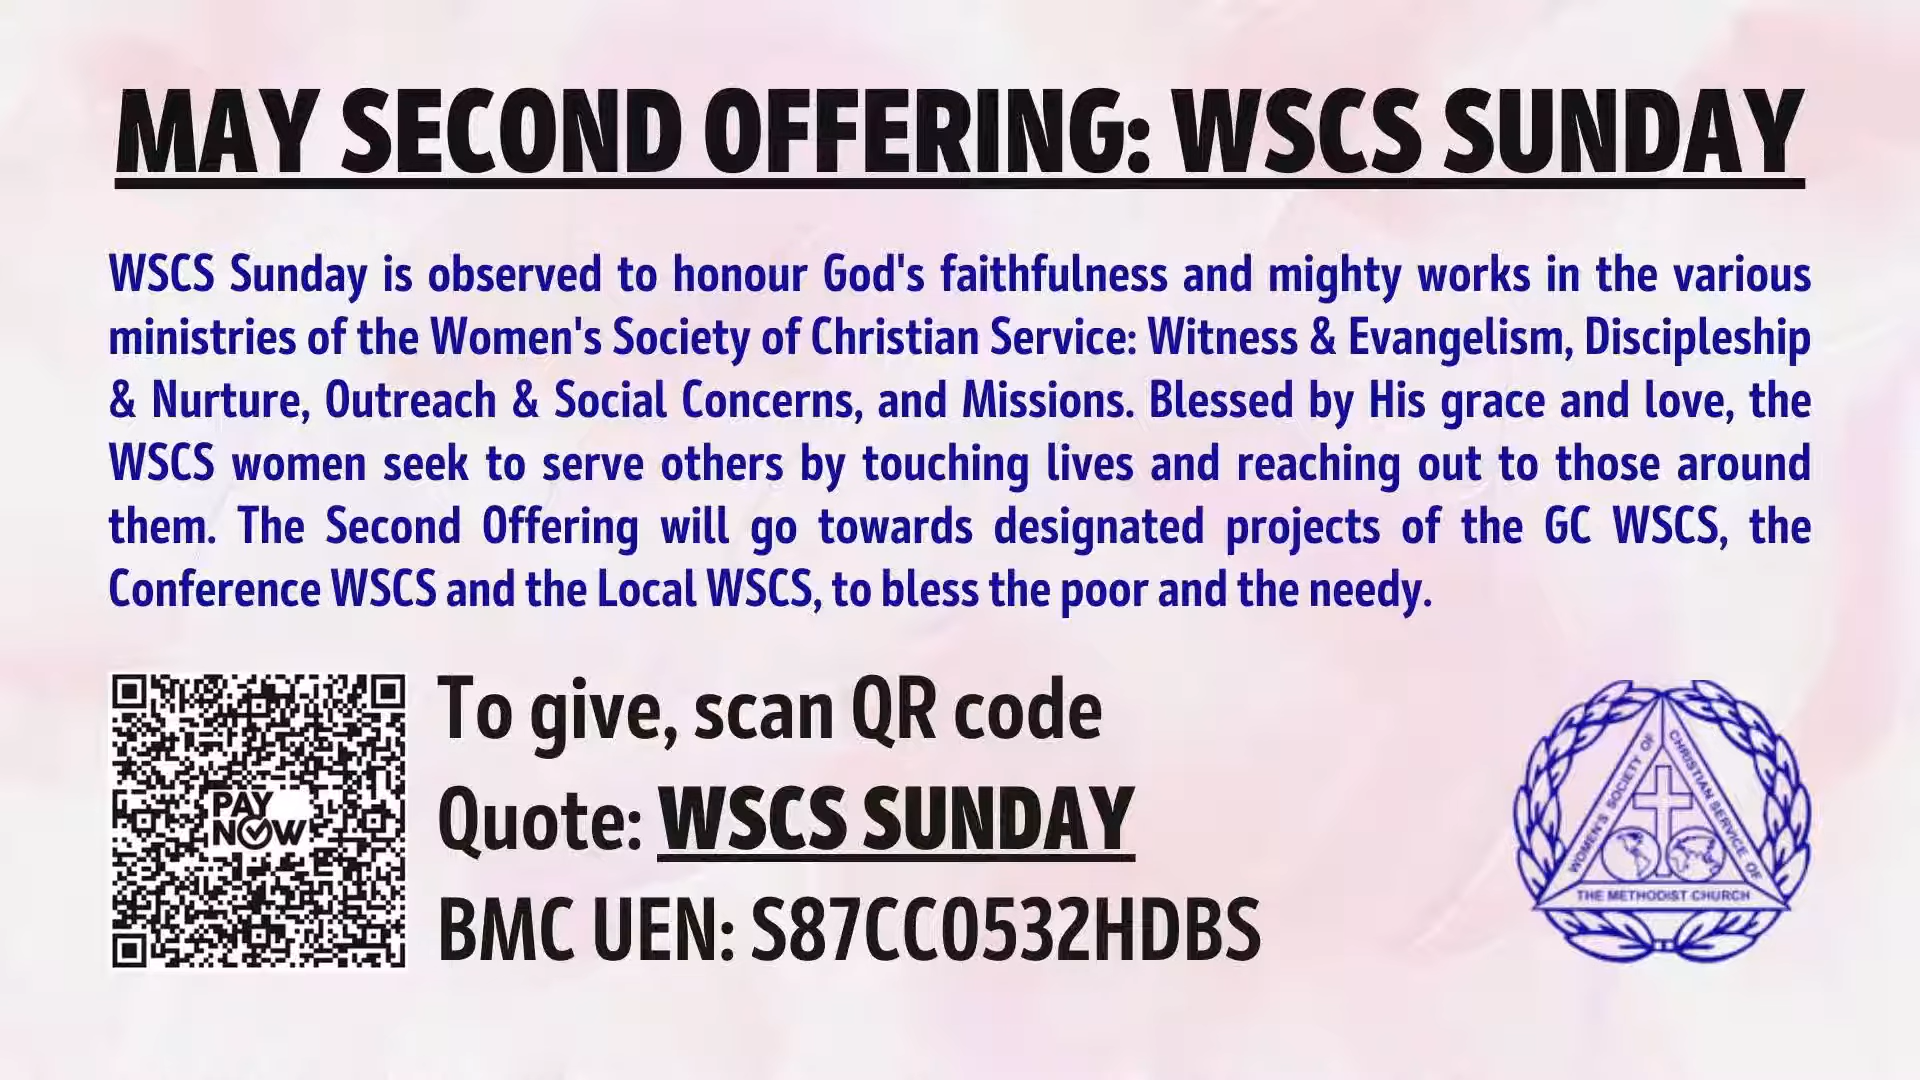 MAY SECOND OFFERING: WSCS SUNDAY
WSCS Sunday is observed to honour God's faithfulness and mighty works in the various
ministries of the Women's Society of Christian Service: Witness & Evangelism, Discipleship
& Nurture, Outreach & Social Concerns, and Missions. Blessed by His grace and love, the
WSCS women seek to serve others by touching lives and reaching out to those around
them. The Second Offering will go towards designated projects of the GC WSCS, the
Conference WSCS and the Local WSCS, to bless the poor and the needy.
PAY
NOW
To give, scan QR code
Quote: WSCS SUNDAY
BMC UEN: S87CC0532HDBS
WOMEN'S SOCIETY OF
CHRISTIAN SERVICE OF
THE METHODIST CHURCH